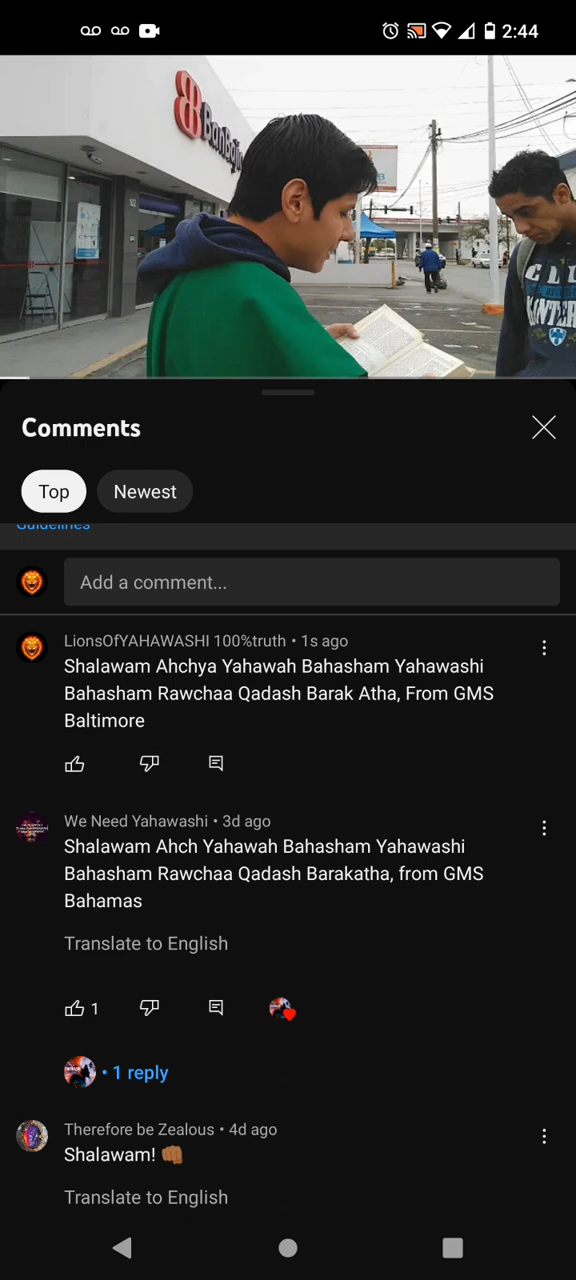 2:44
BanBajío
Comments
Top
Newest
Guidelines
Add a comment...
LionsOfYAHAWASHI 100%truth • 1s ago
Shalawam Ahchya Yahawah Bahasham Yahawashi
Bahasham Rawchaa Qadash Barak Atha, From GMS
Baltimore
We Need Yahawashi • 3d ago
Shalawam Ahch Yahawah Bahasham Yahawashi
Bahasham Rawchaa Qadash Barakatha, from GMS
Bahamas
Translate to English
1
• 1 reply
Therefore be Zealous • 4d ago
Shalawam! 👊🏾
Translate to English